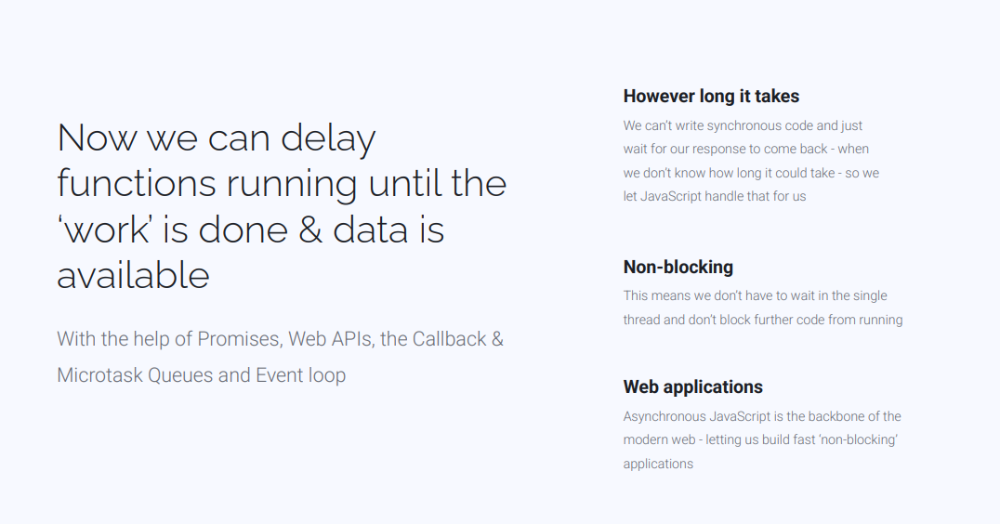 Now we can delay
functions running until the
‘work’ is done & data is
available
With the help of Promises, Web APIs, the Callback &
Microtask Queues and Event loop
However long it takes
We can’t write synchronous code and just
wait for our response to come back - when
we don’t know how long it could take - so we
let JavaScript handle that for us
Non-blocking
This means we don’t have to wait in the single
thread and don’t block further code from running
Web applications
Asynchronous JavaScript is the backbone of the
modern web - letting us build fast ‘non-blocking’
applications